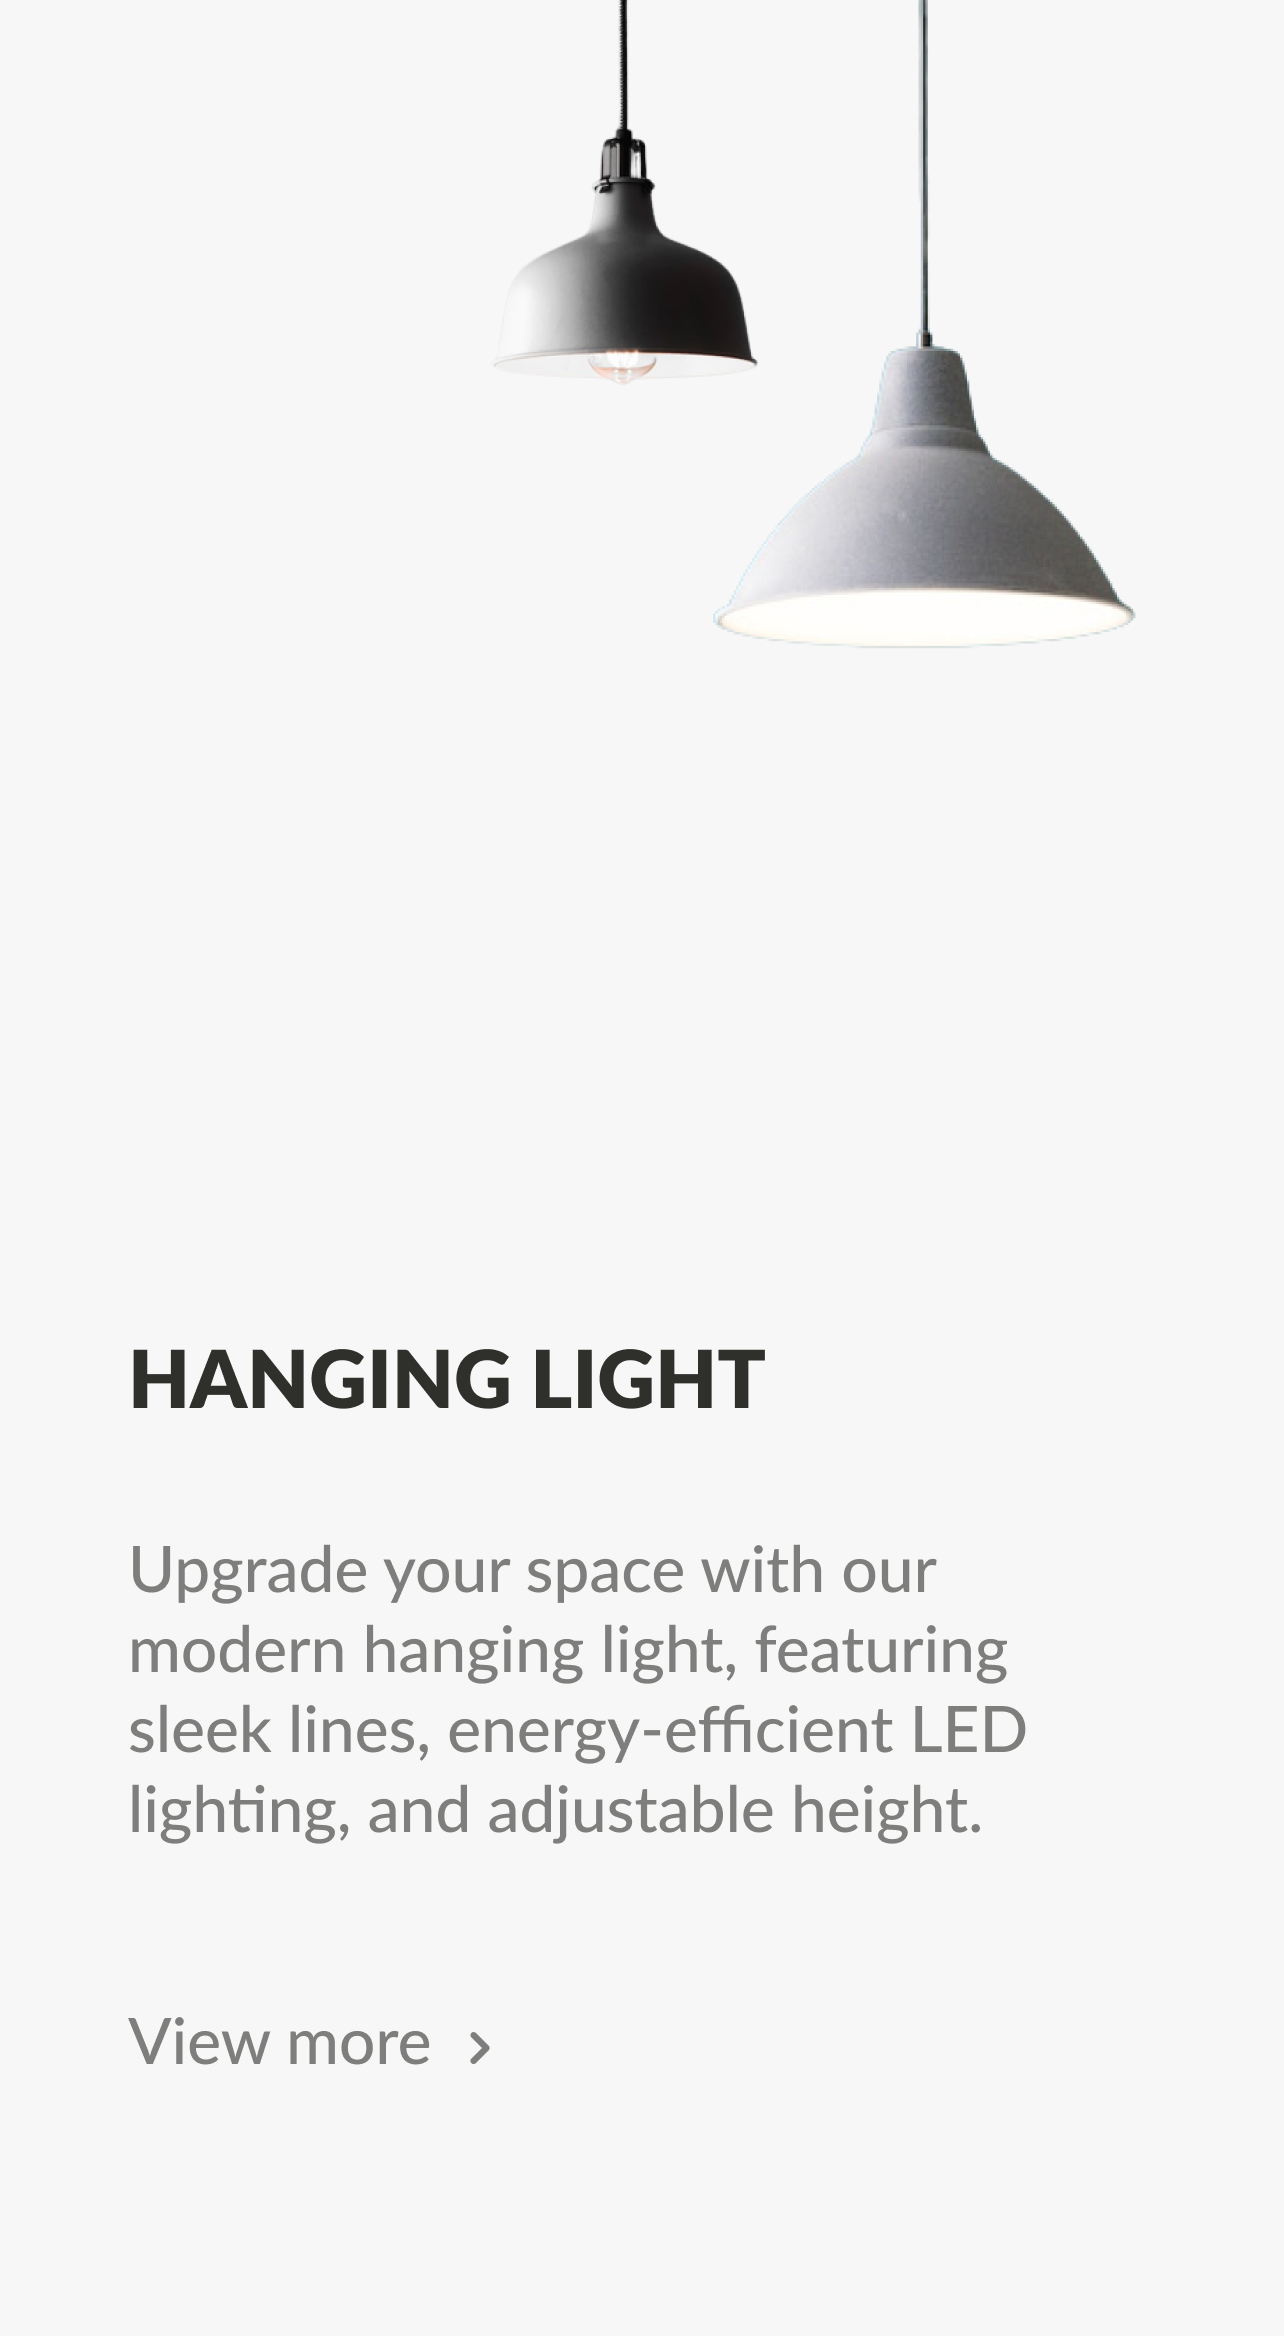 HANGING LIGHT
Upgrade your space with our
modern hanging light, featuring
sleek lines, energy-efficient LED
lighting, and adjustable height.
View more >